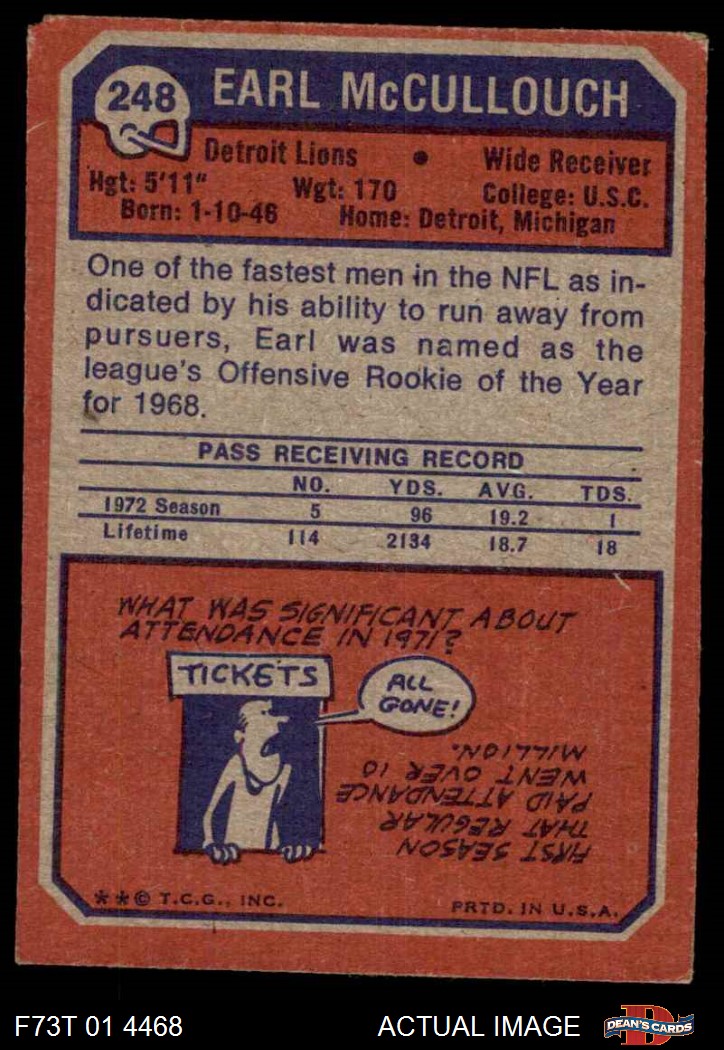 248
EARL McCULLOUCH
Detroit Lions • Wide Receiver
Hgt: 5'11" Wgt: 170 College: U.S.C.
Born: 1-10-46 Home: Detroit, Michigan
One of the fastest men in the NFL as in-
dicated by his ability to run away from
pursuers, Earl was named as the
league's Offensive Rookie of the Year
for 1968.
PASS RECEIVING RECORD
NO. YDS. AVG. TDS.
1972 Season 5 96 19.2 1
Lifetime 114 2134 18.7 18
WHAT WAS SIGNIFICANT ABOUT
ATTENDANCE IN 1971?
TICKETS
ALL
GONE!
FIRST SEASON
THAT REGULAR
PAID ATTENDANCE
WENT OVER 10
MILLION.
**© T.C.G., INC.
PRTD. IN U.S.A.
F73T 01 4468 ACTUAL IMAGE
D
DEAN'S CARDS